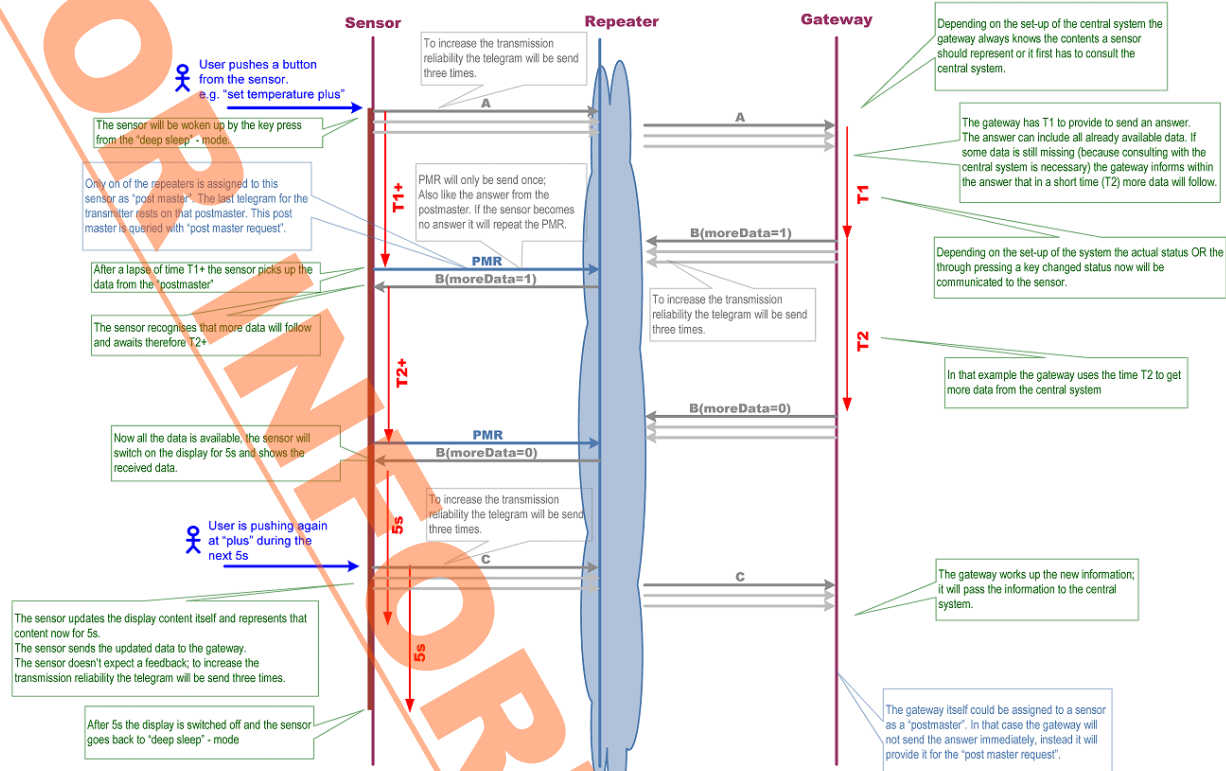 Sensor
Repeater
Gateway
Depending on the set-up of the central system the
gateway always knows the contents a sensor
should represent or it first has to consult the
central system.
To increase the transmission
reliability the telegram will be send
three times.
User pushes a button
from the sensor.
e.g. “set temperature plus”
A
A
The sensor will be woken up by the key press
from the “deep sleep” - mode.
The gateway has T1 to provide to send an answer.
The answer can include all already available data. If
some data is still missing (because consulting with the
central system is necessary) the gateway informs within
the answer that in a short time (T2) more data will follow.
Only on of the repeaters is assigned to this
sensor as “post master”. The last telegram for the
transmitter rests on that postmaster. This post
master is queried with “post master request”.
T1+
PMR will only be send once;
Also like the answer from the
postmaster. If the sensor becomes
no answer it will repeat the PMR.
T1
B(moreData=1)
Depending on the set-up of the system the actual status OR the
through pressing a key changed status now will be
communicated to the sensor.
After a lapse of time T1+ the sensor picks up the
data from the “postmaster”
PMR
B(moreData=1)
To increase the transmission
reliability the telegram will be send
three times.
The sensor recognises that more data will follow
and awaits therefore T2+
T2+
T2
In that example the gateway uses the time T2 to get
more data from the central system
B(moreData=0)
Now all the data is available, the sensor will
switch on the display for 5s and shows the
received data.
PMR
B(moreData=0)
To increase the transmission
reliability the telegram will be send
three times.
5s
User is pushing again
at “plus” during the
next 5s
C
C
The gateway works up the new information;
it will pass the information to the central
system.
The sensor updates the display content itself and represents that
content now for 5s.
The sensor sends the updated data to the gateway.
The sensor doesn’t expect a feedback; to increase the
transmission reliability the telegram will be send three times.
5s
After 5s the display is switched off and the sensor
goes back to “deep sleep” - mode
The gateway itself could be assigned to a sensor
as a “postmaster”. In that case the gateway will
not send the answer immediately, instead it will
provide it for the “post master request”.
OR INFOR